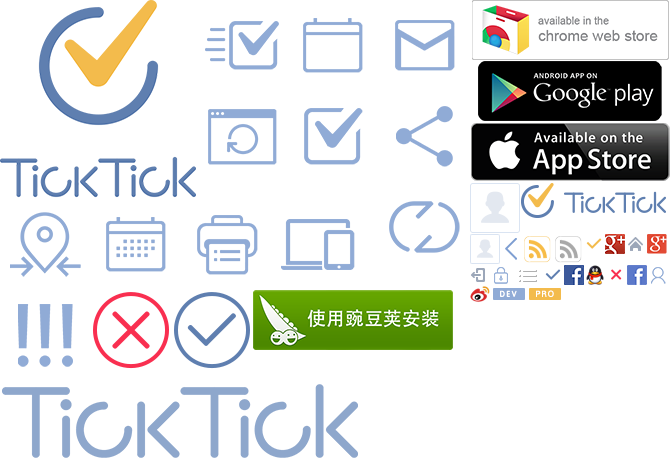 available in the
chrome web store
ANDROID APP ON
Google play
Available on the
App Store
TickTick
TickTick
g+
g+
DEV
PRO
!!!
使用豌豆荚安装
TickTick